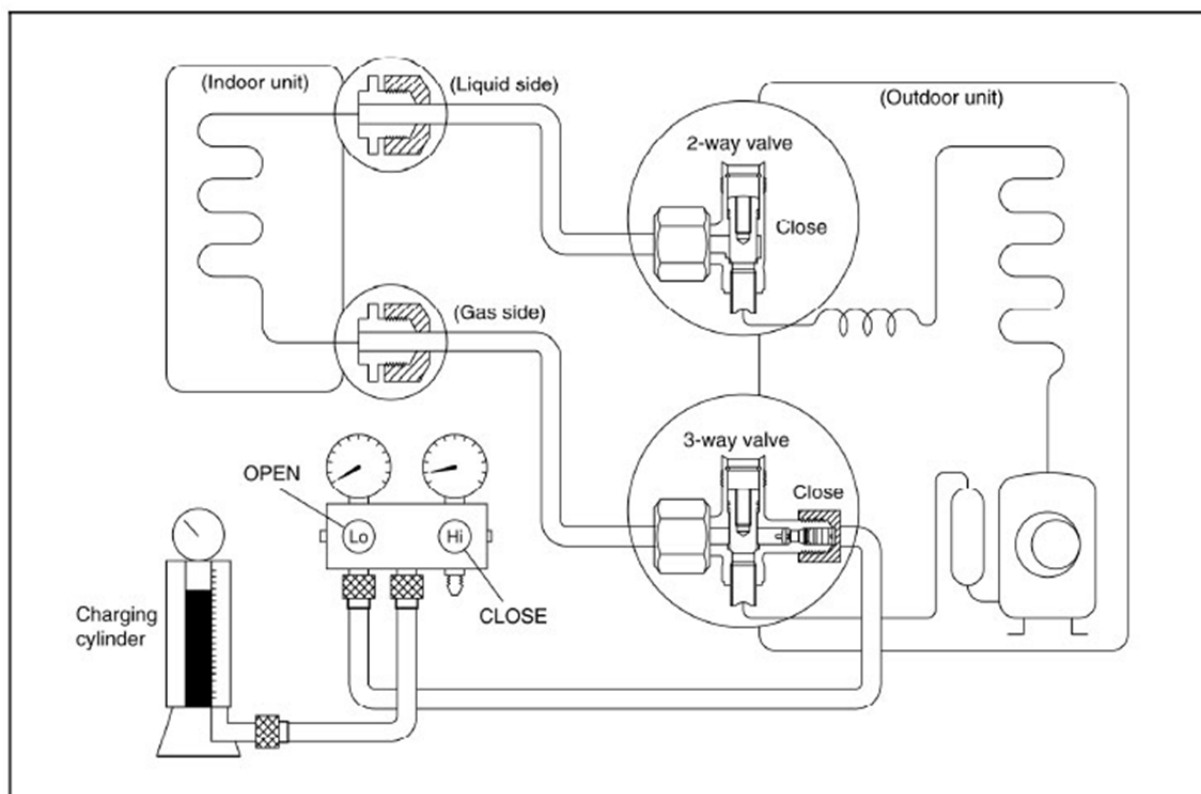 (Indoor unit)
(Liquid side)
(Outdoor unit)
2-way valve
Close
(Gas side)
3-way valve
Close
OPEN
Lo
Hi
CLOSE
Charging
cylinder